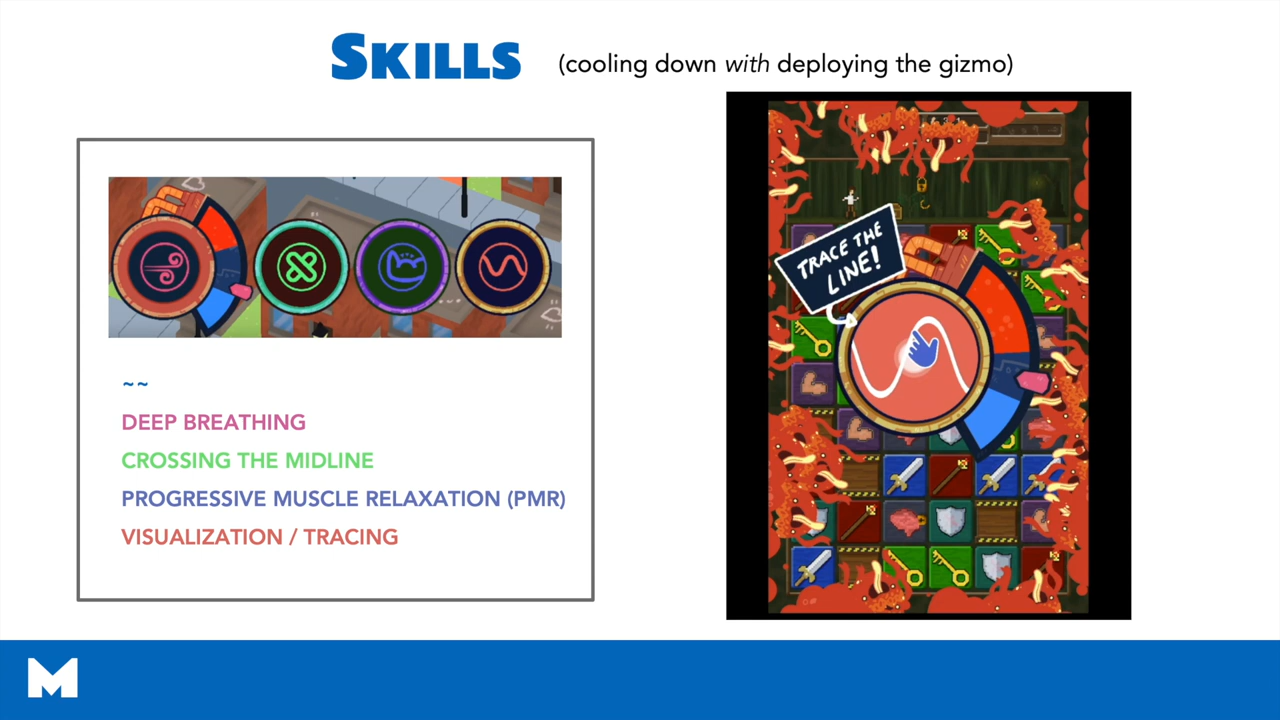 SKILLS (cooling down with deploying the gizmo)
TRACE THE
LINE!
~~
DEEP BREATHING
CROSSING THE MIDLINE
PROGRESSIVE MUSCLE RELAXATION (PMR)
VISUALIZATION / TRACING
M